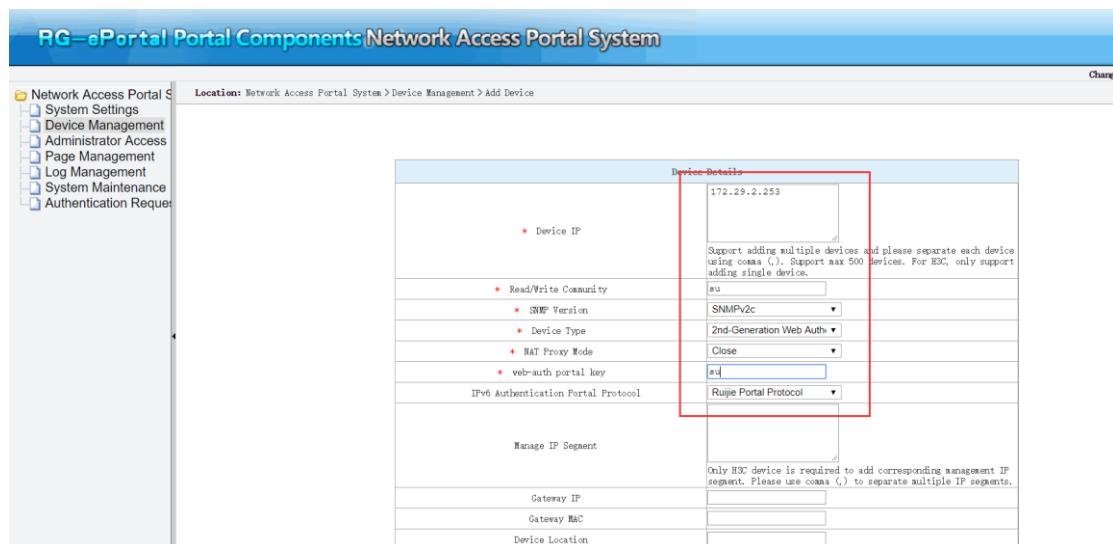 RG-ePortal Portal Components Network Access Portal System
Chang
Network Access Portal S
System Settings
Device Management
Administrator Access
Page Management
Log Management
System Maintenance
Authentication Reques
Location: Network Access Portal System > Device Management > Add Device
Device Details
* Device IP
172.29.2.253
Support adding multiple devices and please separate each device
using comma (,). Support max 500 devices. For H3C, only support
adding single device.
* Read/Write Community
su
* SNMP Version
SNMPv2c
* Device Type
2nd-Generation Web Authe
* NAT Proxy Mode
Close
* web-auth portal key
su
IPv6 Authentication Portal Protocol
Ruijie Portal Protocol
Manage IP Segment
Only H3C device is required to add corresponding management IP
segment. Please use comma (,) to separate multiple IP segments.
Gateway IP
Gateway MAC
Device Location